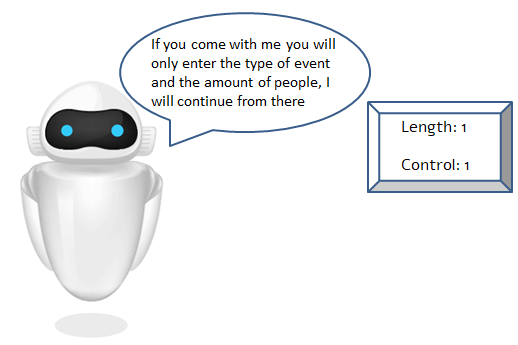 If you come with me you will
only enter the type of event
and the amount of people, I
will continue from there
Length: 1
Control: 1